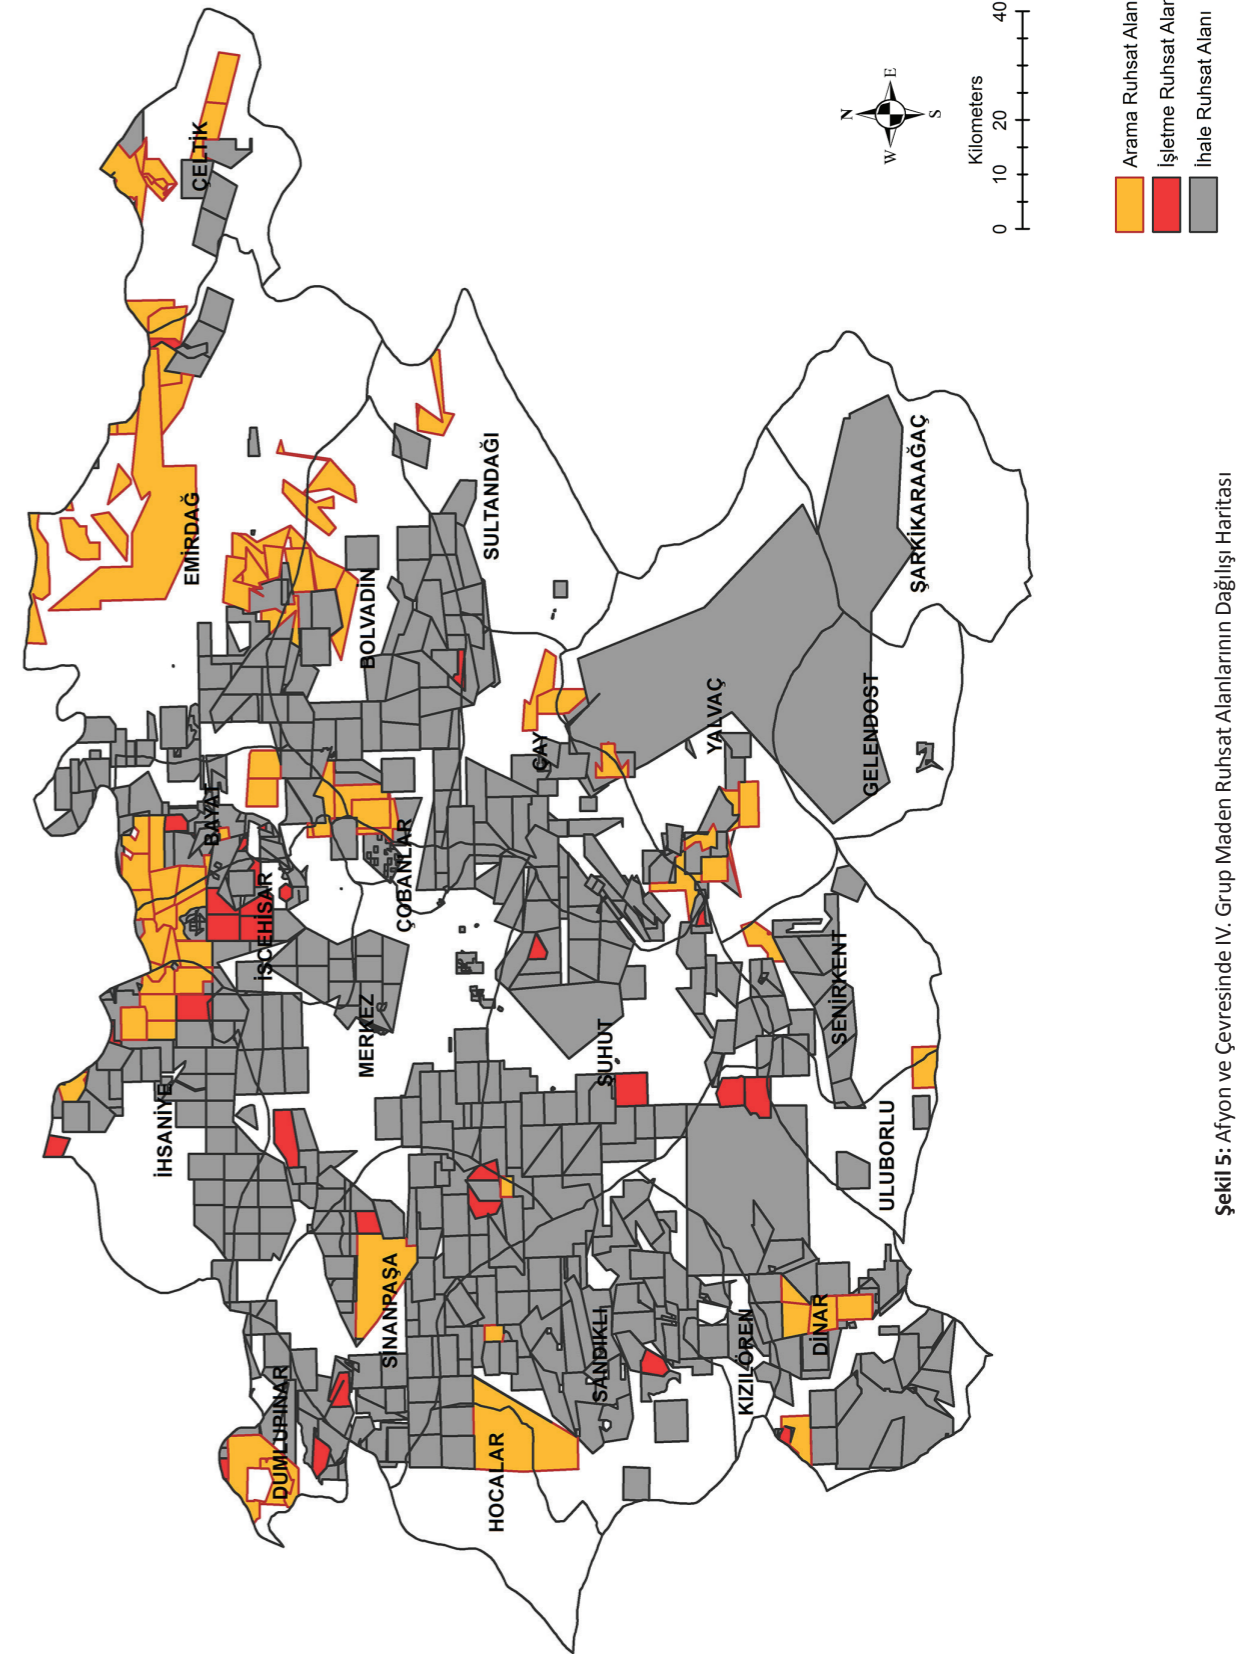 ÇELTİK
EMİRDAĞ
SULTANDAĞI
BOLVADİN
ŞARKİKARAAĞAÇ
YALVAÇ
GELENDOST
ÇAY
BAYAT
ÇOBANLAR
İSCEHİSAR
MERKEZ
ŞUHUT
SENİRKENT
İHSANİYE
ULUBORLU
SİNANPAŞA
SANDIKLI
KIZILÖREN
DİNAR
DUMLUPINAR
HOCALAR
N
W
E
S
Kilometers
0 10 20 40
Arama Ruhsat Alan
İşletme Ruhsat Alan
İhale Ruhsat Alanı
Şekil 5: Afyon ve Çevresinde IV. Grup Maden Ruhsat Alanlarının Dağılışı Haritası